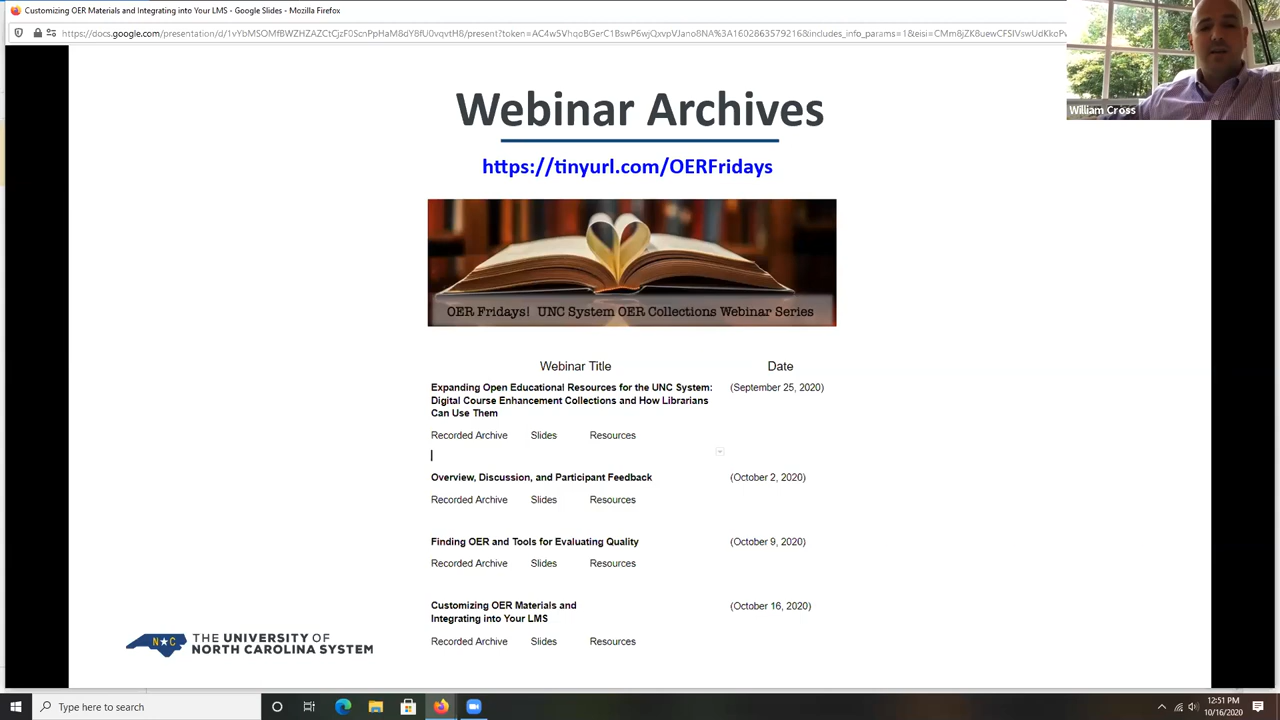 Customizing OER Materials and Integrating into Your LMS - Google Slides - Mozilla Firefox
William Cross
Webinar Archives
https://tinyurl.com/OERFridays
OER Fridays! UNC System OER Collections Webinar Series
Webinar Title Date
Expanding Open Educational Resources for the UNC System: (September 25, 2020)
Digital Course Enhancement Collections and How Librarians
Can Use Them
Recorded Archive Slides Resources
Overview, Discussion, and Participant Feedback (October 2, 2020)
Recorded Archive Slides Resources
Finding OER and Tools for Evaluating Quality (October 9, 2020)
Recorded Archive Slides Resources
Customizing OER Materials and (October 16, 2020)
Integrating into Your LMS
Recorded Archive Slides Resources
N C THE UNIVERSITY OF
NORTH CAROLINA SYSTEM
Type here to search
12:51 PM
10/16/2020